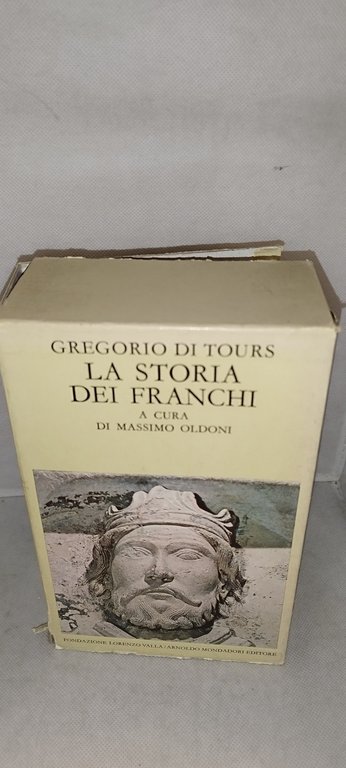 GREGORIO DI TOURS
LA STORIA
DEI FRANCHI
A CURA
DI MASSIMO OLDONI
FONDAZIONE LORENZO VALLA / ARNOLDO MONDADORI EDITORE